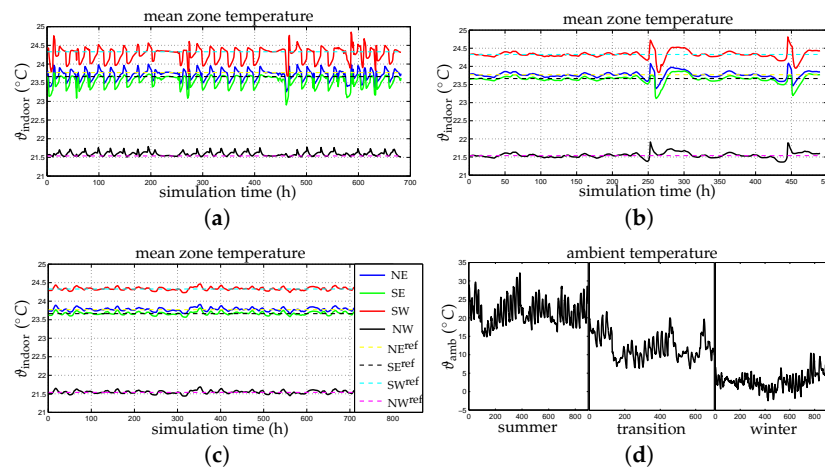 mean zone temperature
ϑindoor (°C)
25
24.5
24
23.5
23
22.5
22
21.5
21
0 100 200 300 400 500 600 700
simulation time (h)
(a)
mean zone temperature
ϑindoor (°C)
25
24.5
24
23.5
23
22.5
22
21.5
21
0 50 100 150 200 250 300 350 400 450 500
simulation time (h)
(b)
mean zone temperature
ϑindoor (°C)
25
24.5
24
23.5
23
22.5
22
21.5
21
0 100 200 300 400 500 600 700 800
simulation time (h)
NE
SE
SW
NW
NEref
SEref
SWref
NWref
(c)
ambient temperature
ϑamb (°C)
35
30
25
20
15
10
5
0
−5
0 200 400 600 800
200 400 600
0 200 400 600 800
summer transition winter
(d)